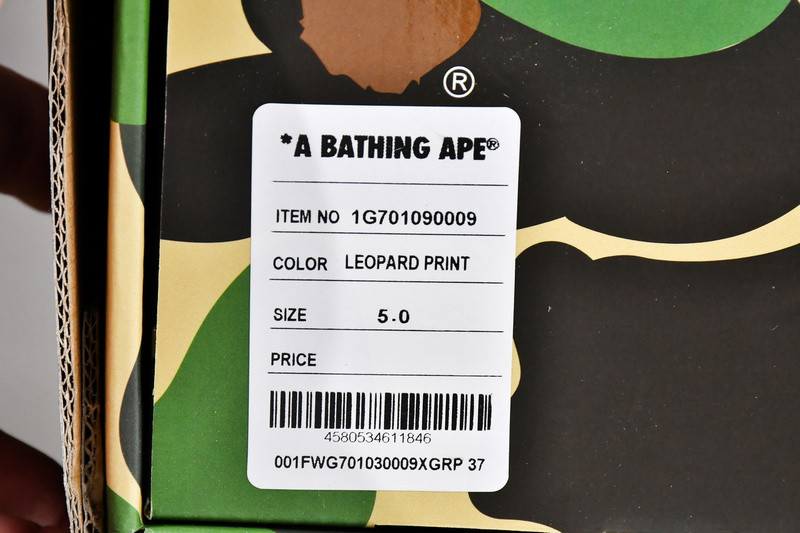 ®
*A BATHING APE®
ITEM NO 1G701090009
COLOR LEOPARD PRINT
SIZE 5.0
PRICE
4580534611846
001FWG701030009XGRP 37